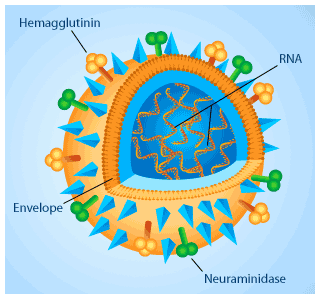 Hemagglutinin
RNA
Envelope
Neuraminidase